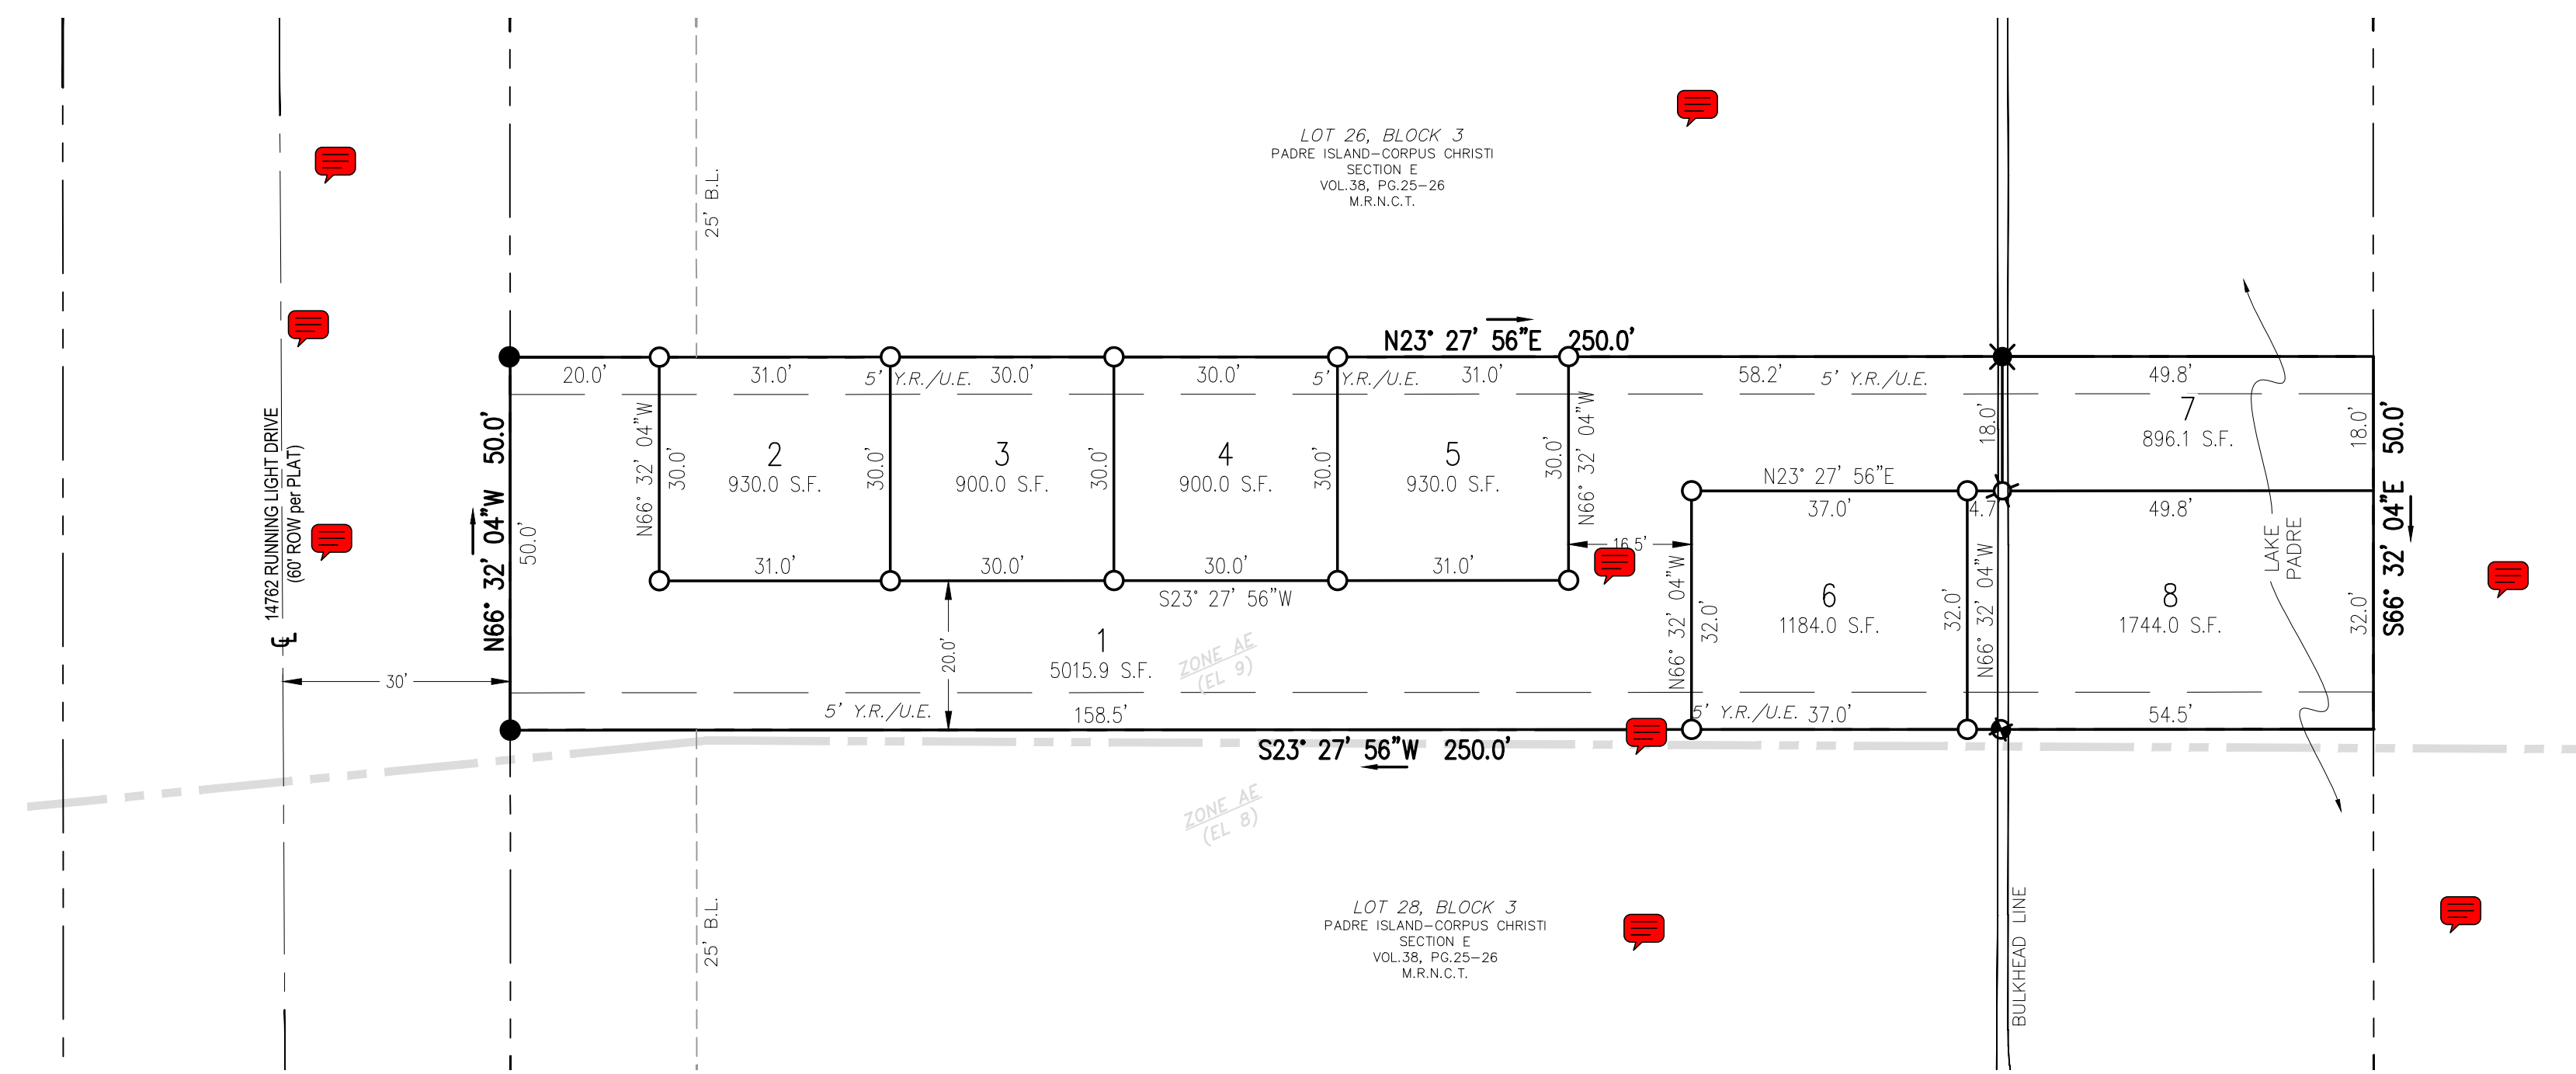 LOT 26, BLOCK 3
PADRE ISLAND–CORPUS CHRISTI
SECTION E
VOL.38, PG.25–26
M.R.N.C.T.
25' B.L.
N23° 27' 56"E 250.0'
20.0'
31.0'
5' Y.R./U.E.
30.0'
30.0'
5' Y.R./U.E.
31.0'
58.2'
5' Y.R./U.E.
49.8'
14762 RUNNING LIGHT DRIVE
(60' ROW per PLAT)
N66° 32' 04"W 50.0'
50.0'
N66° 32' 04"W
30.0'
2
930.0 S.F.
30.0'
3
900.0 S.F.
30.0'
4
900.0 S.F.
30.0'
5
930.0 S.F.
30.0'
N66° 32' 04"W
18.0'
7
896.1 S.F.
18.0'
S66° 32' 04"E 50.0'
N23° 27' 56"E
37.0'
4.7'
49.8'
16.5'
31.0'
30.0'
30.0'
31.0'
S23° 27' 56"W
LAKE
PADRE
N66° 32' 04"W
32.0'
6
1184.0 S.F.
32.0'
N66° 32' 04"W
8
1744.0 S.F.
32.0'
20.0'
1
5015.9 S.F.
ZONE AE
(EL 9)
30'
5' Y.R./U.E.
158.5'
5' Y.R./U.E.
37.0'
54.5'
S23° 27' 56"W 250.0'
ZONE AE
(EL 8)
25' B.L.
LOT 28, BLOCK 3
PADRE ISLAND–CORPUS CHRISTI
SECTION E
VOL.38, PG.25–26
M.R.N.C.T.
BULKHEAD LINE